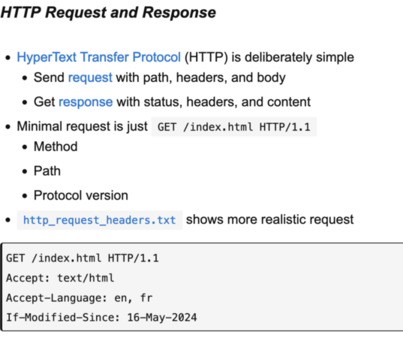 HTTP Request and Response
HyperText Transfer Protocol (HTTP) is deliberately simple
Send request with path, headers, and body
Get response with status, headers, and content
Minimal request is just GET /index.html HTTP/1.1
Method
Path
Protocol version
http_request_headers.txt shows more realistic request
GET /index.html HTTP/1.1
Accept: text/html
Accept-Language: en, fr
If-Modified-Since: 16-May-2024